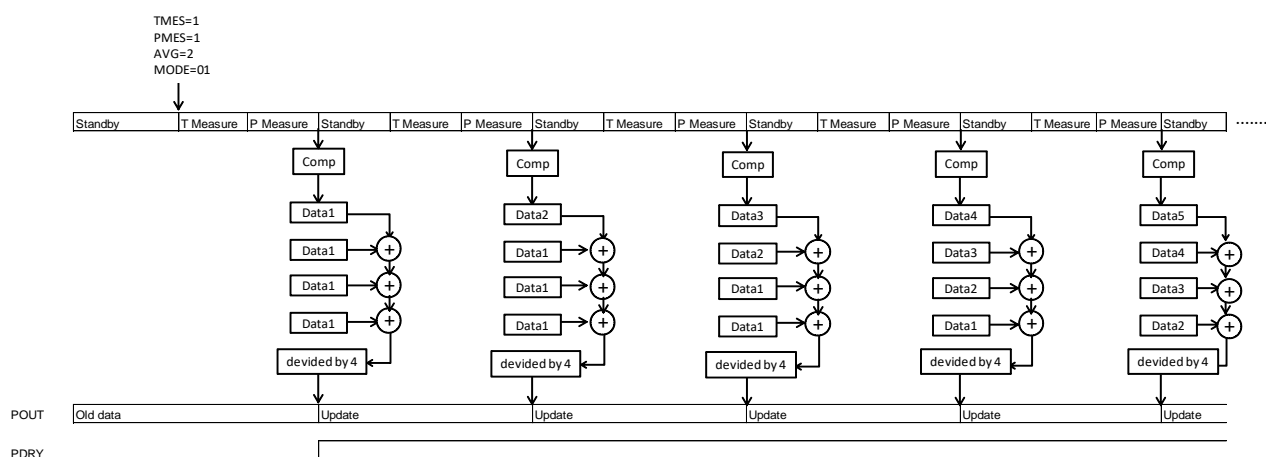 TMES=1
PMES=1
AVG=2
MODE=01
Standby T Measure P Measure Standby T Measure P Measure Standby T Measure P Measure Standby T Measure P Measure Standby T Measure P Measure Standby ........
Comp Comp Comp Comp Comp
Data1 Data2 Data3 Data4 Data5
Data1 + Data1 + Data2 + Data3 + Data4 +
Data1 + Data1 + Data1 + Data2 + Data3 +
Data1 + Data1 + Data1 + Data1 + Data2 +
devided by 4 devided by 4 devided by 4 devided by 4 devided by 4
POUT Old data Update Update Update Update Update
PDRY